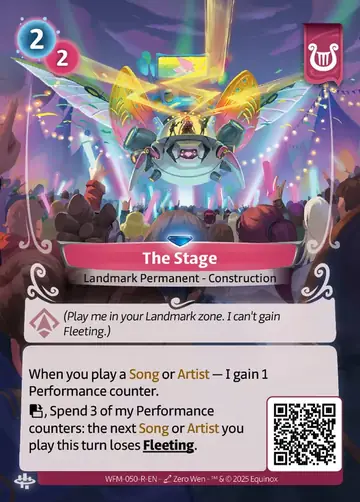 2
2
The Stage
Landmark Permanent - Construction
(Play me in your Landmark zone. I can't gain
Fleeting.)
When you play a Song or Artist — I gain 1
Performance counter.
, Spend 3 of my Performance
counters: the next Song or Artist you
play this turn loses Fleeting.
WFM-050-R-EN - Zero Wen - ™ & © 2025 Equinox